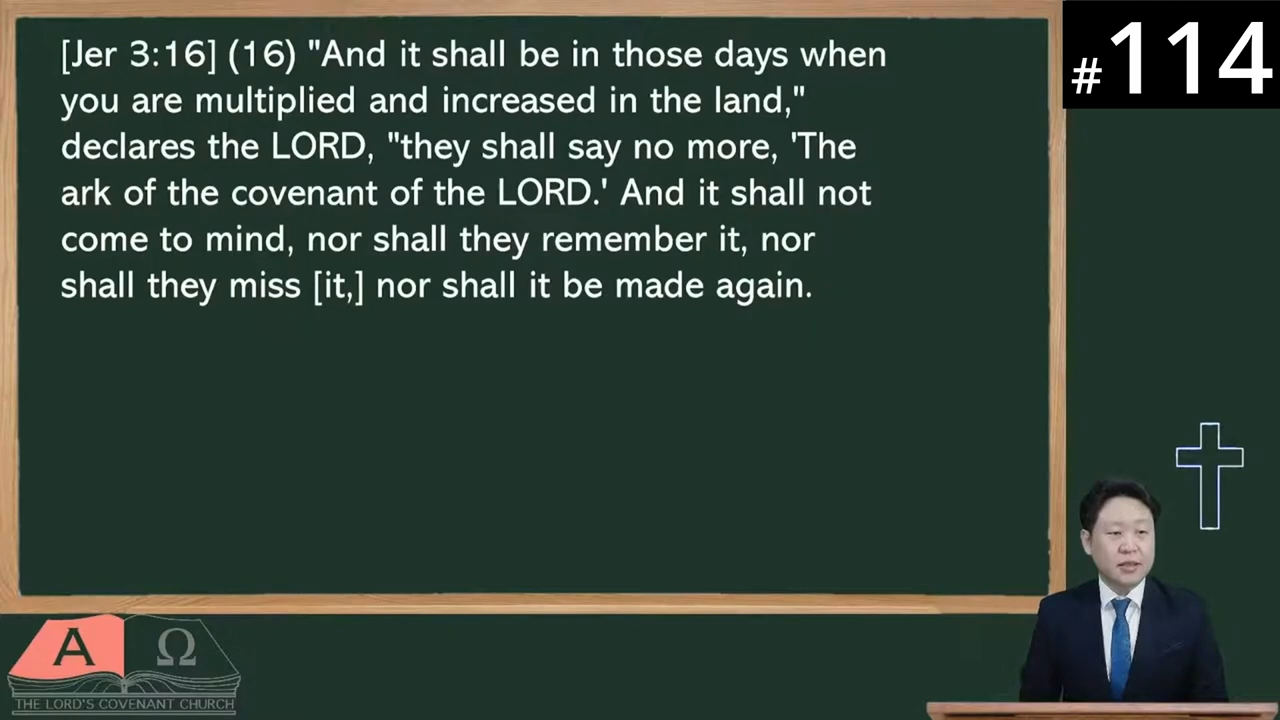 [Jer 3:16] (16) "And it shall be in those days when
you are multiplied and increased in the land,"
declares the LORD, "they shall say no more, 'The
ark of the covenant of the LORD.' And it shall not
come to mind, nor shall they remember it, nor
shall they miss [it,] nor shall it be made again.
#114
A Ω
THE LORD'S COVENANT CHURCH